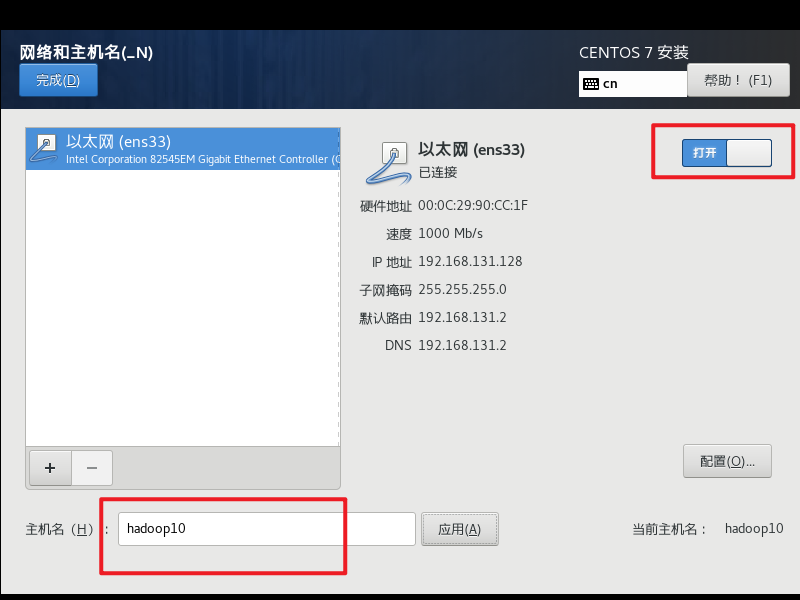 网络和主机名(_N)
CENTOS 7 安装
完成(D)
cn
帮助！ (F1)
以太网 (ens33)
Intel Corporation 82545EM Gigabit Ethernet Controller (C
以太网 (ens33)
已连接
打开
硬件地址 00:0C:29:90:CC:1F
速度 1000 Mb/s
IP 地址 192.168.131.128
子网掩码 255.255.255.0
默认路由 192.168.131.2
DNS 192.168.131.2
+ −
配置(O)...
主机名（H）： hadoop10 应用(A) 当前主机名： hadoop10